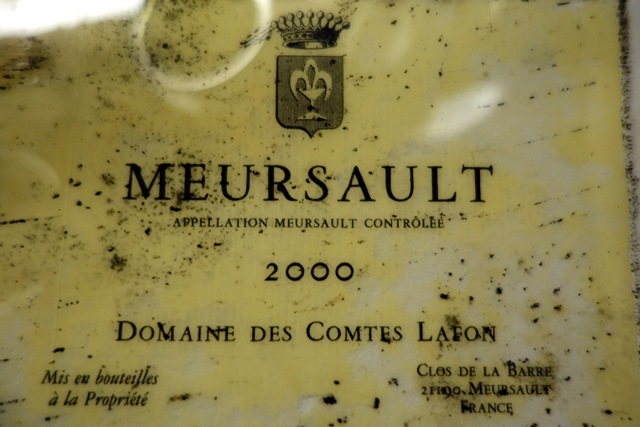 MEURSAULT
APPELLATION MEURSAULT CONTRÔLÉE
2000
DOMAINE DES COMTES LAFON
Mis en bouteilles
à la Propriété
CLOS DE LA BARRE
21190 MEURSAULT
FRANCE